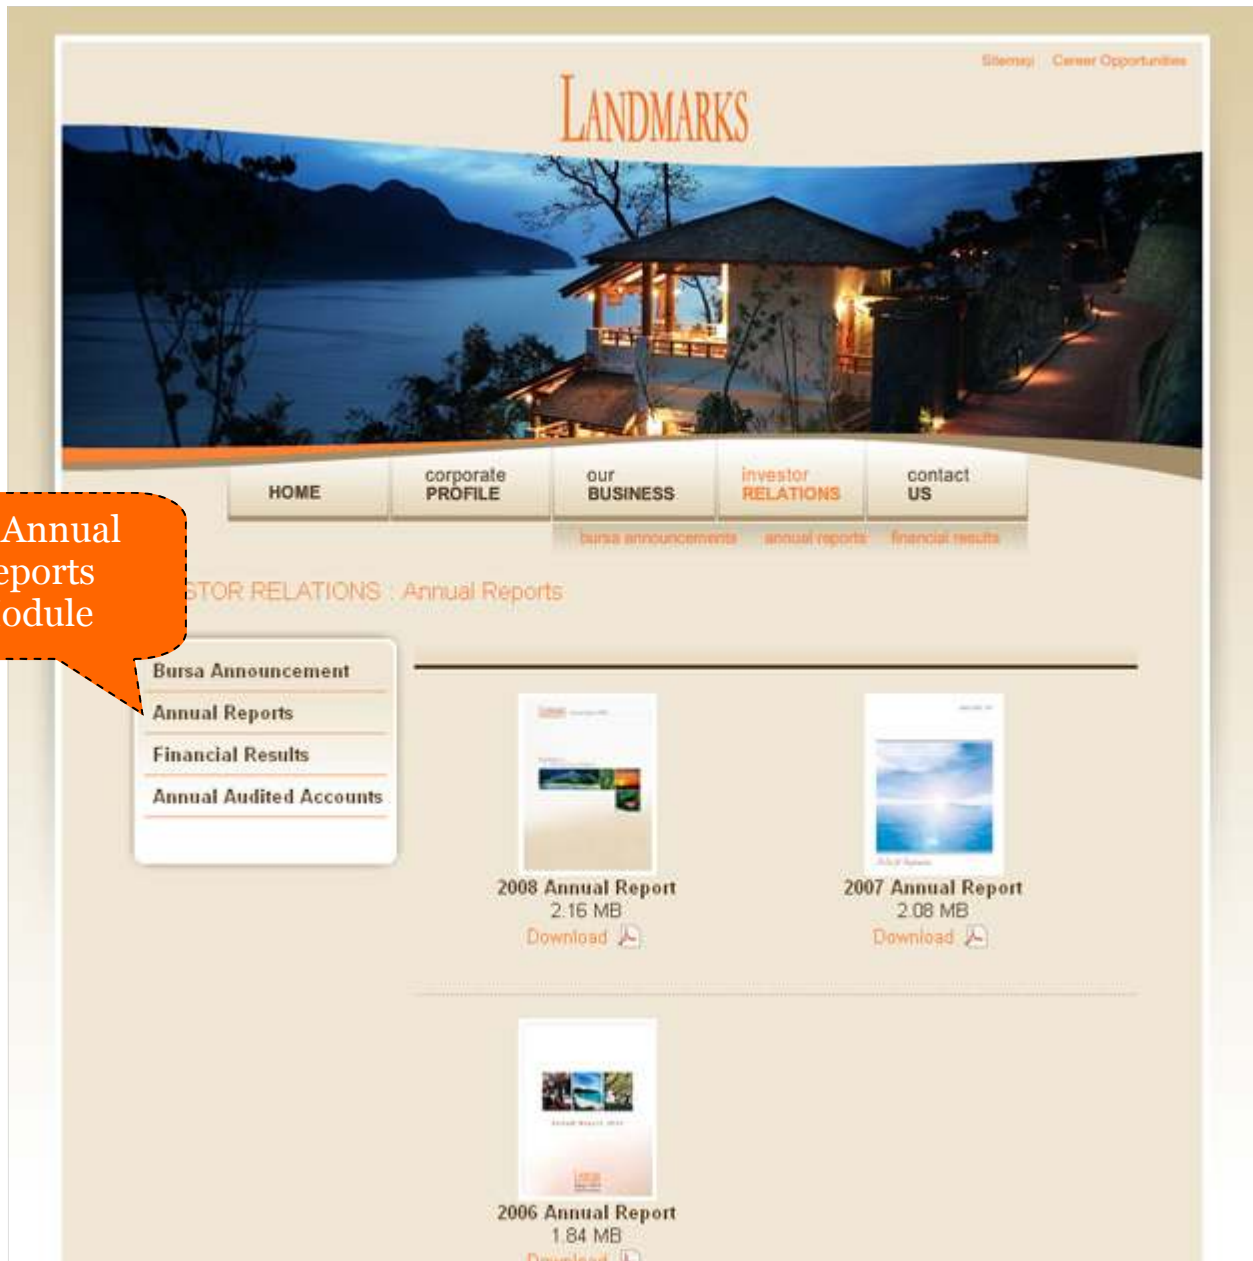 Sitemap Career Opportunities
LANDMARKS
HOME
corporate PROFILE
our BUSINESS
investor RELATIONS
contact US
bursa announcements annual reports financial results
Annual
eports
odule
STOR RELATIONS : Annual Reports
Bursa Announcement
Annual Reports
Financial Results
Annual Audited Accounts
2008 Annual Report
2.16 MB
Download
2007 Annual Report
2.08 MB
Download
2006 Annual Report
1.84 MB
Download